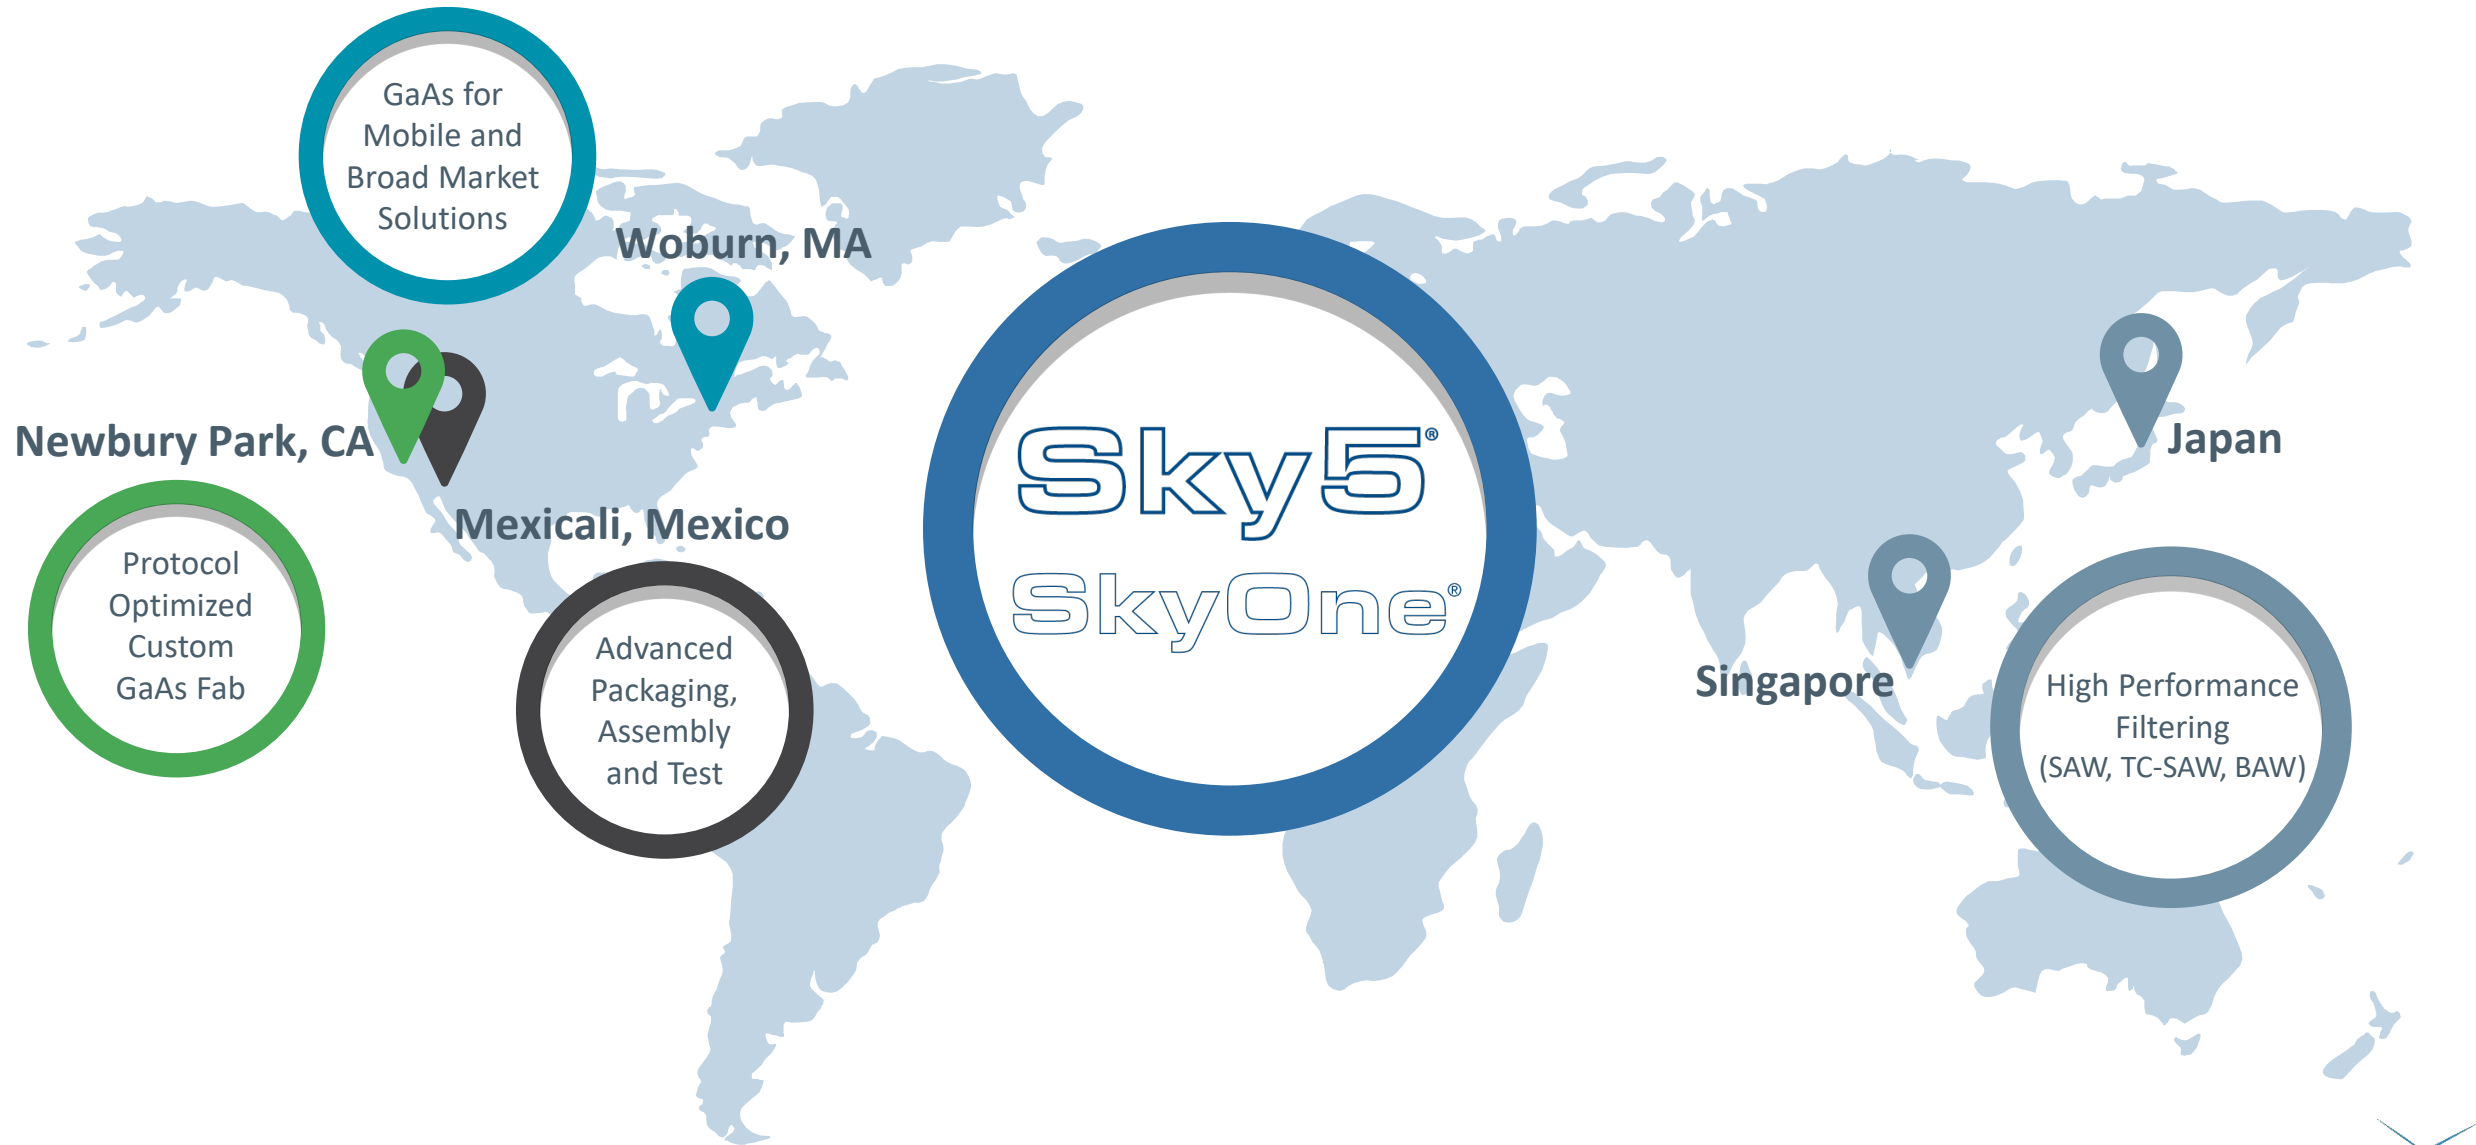 GaAs for
Mobile and
Broad Market
Solutions
Woburn, MA
Newbury Park, CA
Protocol
Optimized
Custom
GaAs Fab
Mexicali, Mexico
Advanced
Packaging,
Assembly
and Test
Sky5®
SkyOne®
Japan
Singapore
High Performance
Filtering
(SAW, TC-SAW, BAW)